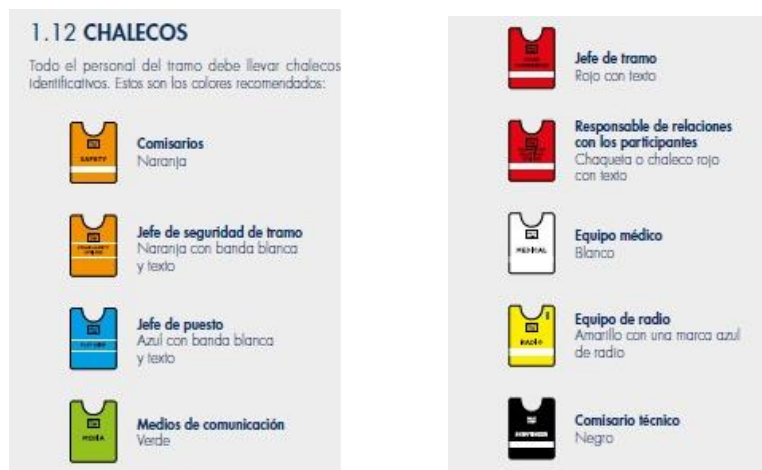 1.12 CHALECOS
Todo el personal del tramo debe llevar chalecos
identificativos. Estos son los colores recomendados:
SAFETY
Comisarios
Naranja
Jefe de seguridad de tramo
Naranja con banda blanca
y texto
Jefe de puesto
Azul con banda blanca
y texto
MEDIA
Medios de comunicación
Verde
Jefe de tramo
Rojo con texto
Responsable de relaciones
con los participantes
Chaqueta o chaleco rojo
con texto
MEDICAL
Equipo médico
Blanco
RADIO
Equipo de radio
Amarillo con una marca azul
de radio
Comisario técnico
Negro